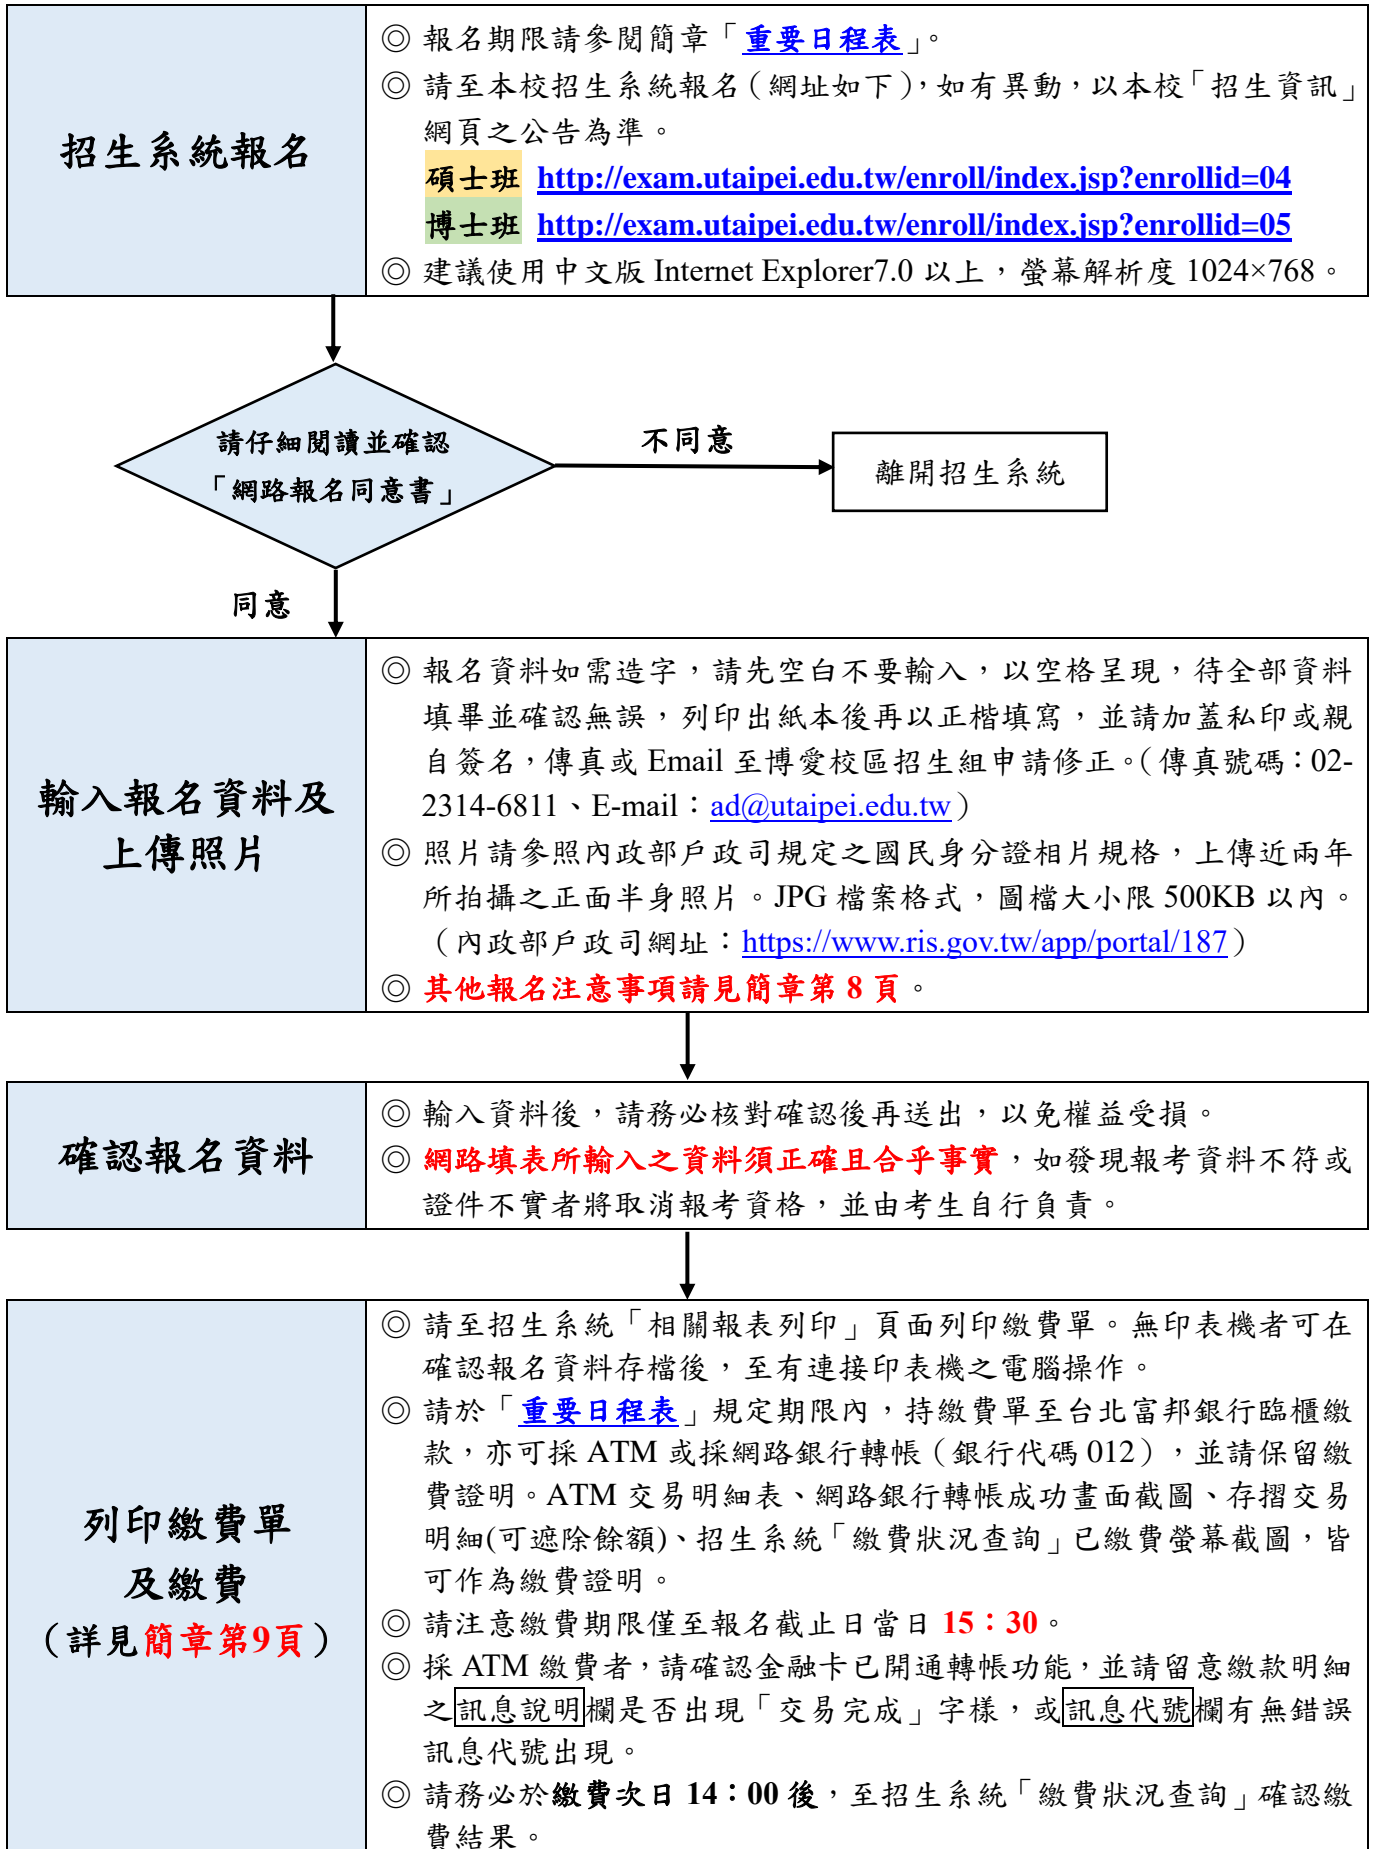 招生系統報名
◎ 報名期限請參閱簡章「重要日程表」。
◎ 請至本校招生系統報名（網址如下），如有異動，以本校「招生資訊」
網頁之公告為準。
碩士班 http://exam.utaipei.edu.tw/enroll/index.jsp?enrollid=04
博士班 http://exam.utaipei.edu.tw/enroll/index.jsp?enrollid=05
◎ 建議使用中文版 Internet Explorer7.0 以上，螢幕解析度 1024×768。
請仔細閱讀並確認
「網路報名同意書」
不同意
離開招生系統
同意
輸入報名資料及
上傳照片
◎ 報名資料如需造字，請先空白不要輸入，以空格呈現，待全部資料
填畢並確認無誤，列印出紙本後再以正楷填寫，並請加蓋私印或親
自簽名，傳真或 Email 至博愛校區招生組申請修正。（傳真號碼：02-
2314-6811、E-mail：ad@utaipei.edu.tw）
◎ 照片請參照內政部戶政司規定之國民身分證相片規格，上傳近兩年
所拍攝之正面半身照片。JPG 檔案格式，圖檔大小限 500KB 以內。
（內政部戶政司網址：https://www.ris.gov.tw/app/portal/187）
◎ 其他報名注意事項請見簡章第 8 頁。
確認報名資料
◎ 輸入資料後，請務必核對確認後再送出，以免權益受損。
◎ 網路填表所輸入之資料須正確且合乎事實，如發現報考資料不符或
證件不實者將取消報考資格，並由考生自行負責。
列印繳費單
及繳費
（詳見簡章第9頁）
◎ 請至招生系統「相關報表列印」頁面列印繳費單。無印表機者可在
確認報名資料存檔後，至有連接印表機之電腦操作。
◎ 請於「重要日程表」規定期限內，持繳費單至台北富邦銀行臨櫃繳
款，亦可採 ATM 或採網路銀行轉帳（銀行代碼 012），並請保留繳
費證明。ATM 交易明細表、網路銀行轉帳成功畫面截圖、存摺交易
明細(可遮除餘額)、招生系統「繳費狀況查詢」已繳費螢幕截圖，皆
可作為繳費證明。
◎ 請注意繳費期限僅至報名截止日當日 15：30。
◎ 採 ATM 繳費者，請確認金融卡已開通轉帳功能，並請留意繳款明細
之訊息說明欄是否出現「交易完成」字樣，或訊息代號欄有無錯誤
訊息代號出現。
◎ 請務必於繳費次日 14：00 後，至招生系統「繳費狀況查詢」確認繳
費結果。